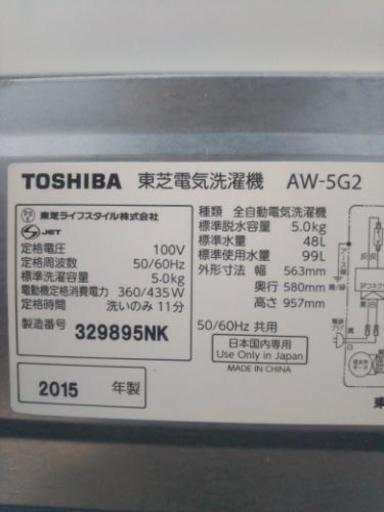 TOSHIBA 東芝電気洗濯機 AW-5G2
東芝ライフスタイル株式会社
JET
定格電圧 100V
定格周波数 50/60Hz
標準洗濯容量 5.0kg
電動機定格消費電力 360/435W
定格時間 洗いのみ 11分
製造番号 329895NK
2015 年製
種類 全自動電気洗濯機
標準脱水容量 5.0kg
標準水量 48L
標準使用水量 99L
外形寸法 幅 563mm
奥行 580mm
高さ 957mm
50/60Hz 共用
日本国内専用
Use Only in Japan
MADE IN CHINA